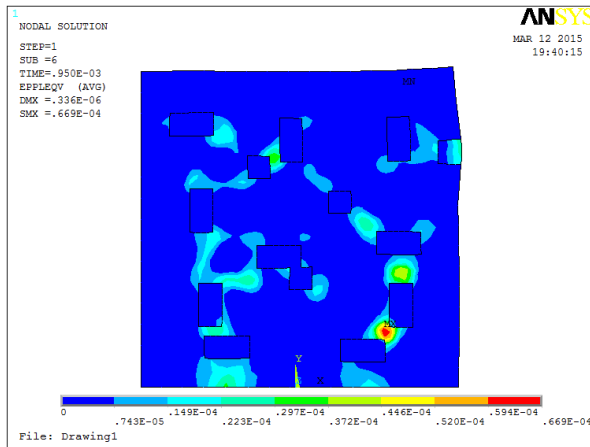 1
NODAL SOLUTION
ANSYS
MAR 12 2015
19:40:15
STEP=1
SUB =6
TIME=.950E-03
EPPLEQV (AVG)
DMX =.336E-06
SMX =.669E-04
MN
MX
Y
Z X
0 .149E-04 .297E-04 .446E-04 .594E-04
.743E-05 .223E-04 .372E-04 .520E-04 .669E-04
File: Drawing1